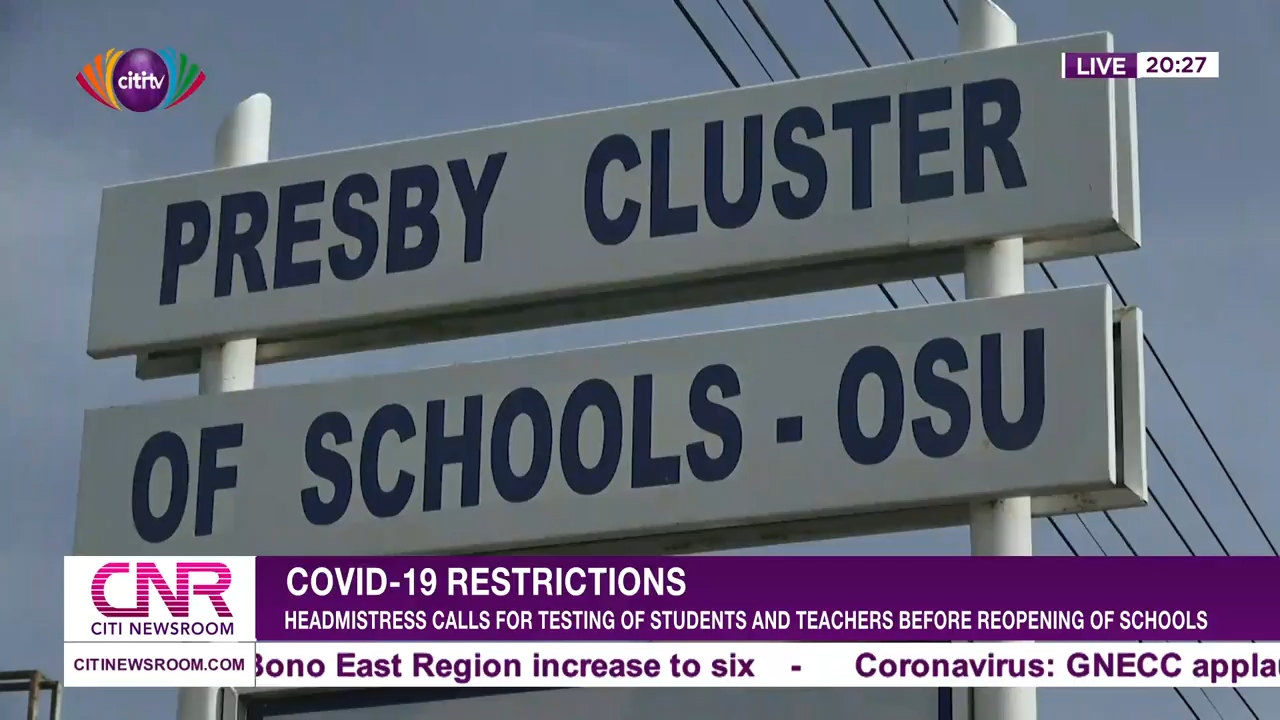 citi tv
LIVE 20:27
PRESBY CLUSTER
OF SCHOOLS - OSU
CNR
CITI NEWSROOM
COVID-19 RESTRICTIONS
HEADMISTRESS CALLS FOR TESTING OF STUDENTS AND TEACHERS BEFORE REOPENING OF SCHOOLS
CITINEWSROOM.COM
Bono East Region increase to six - Coronavirus: GNECC